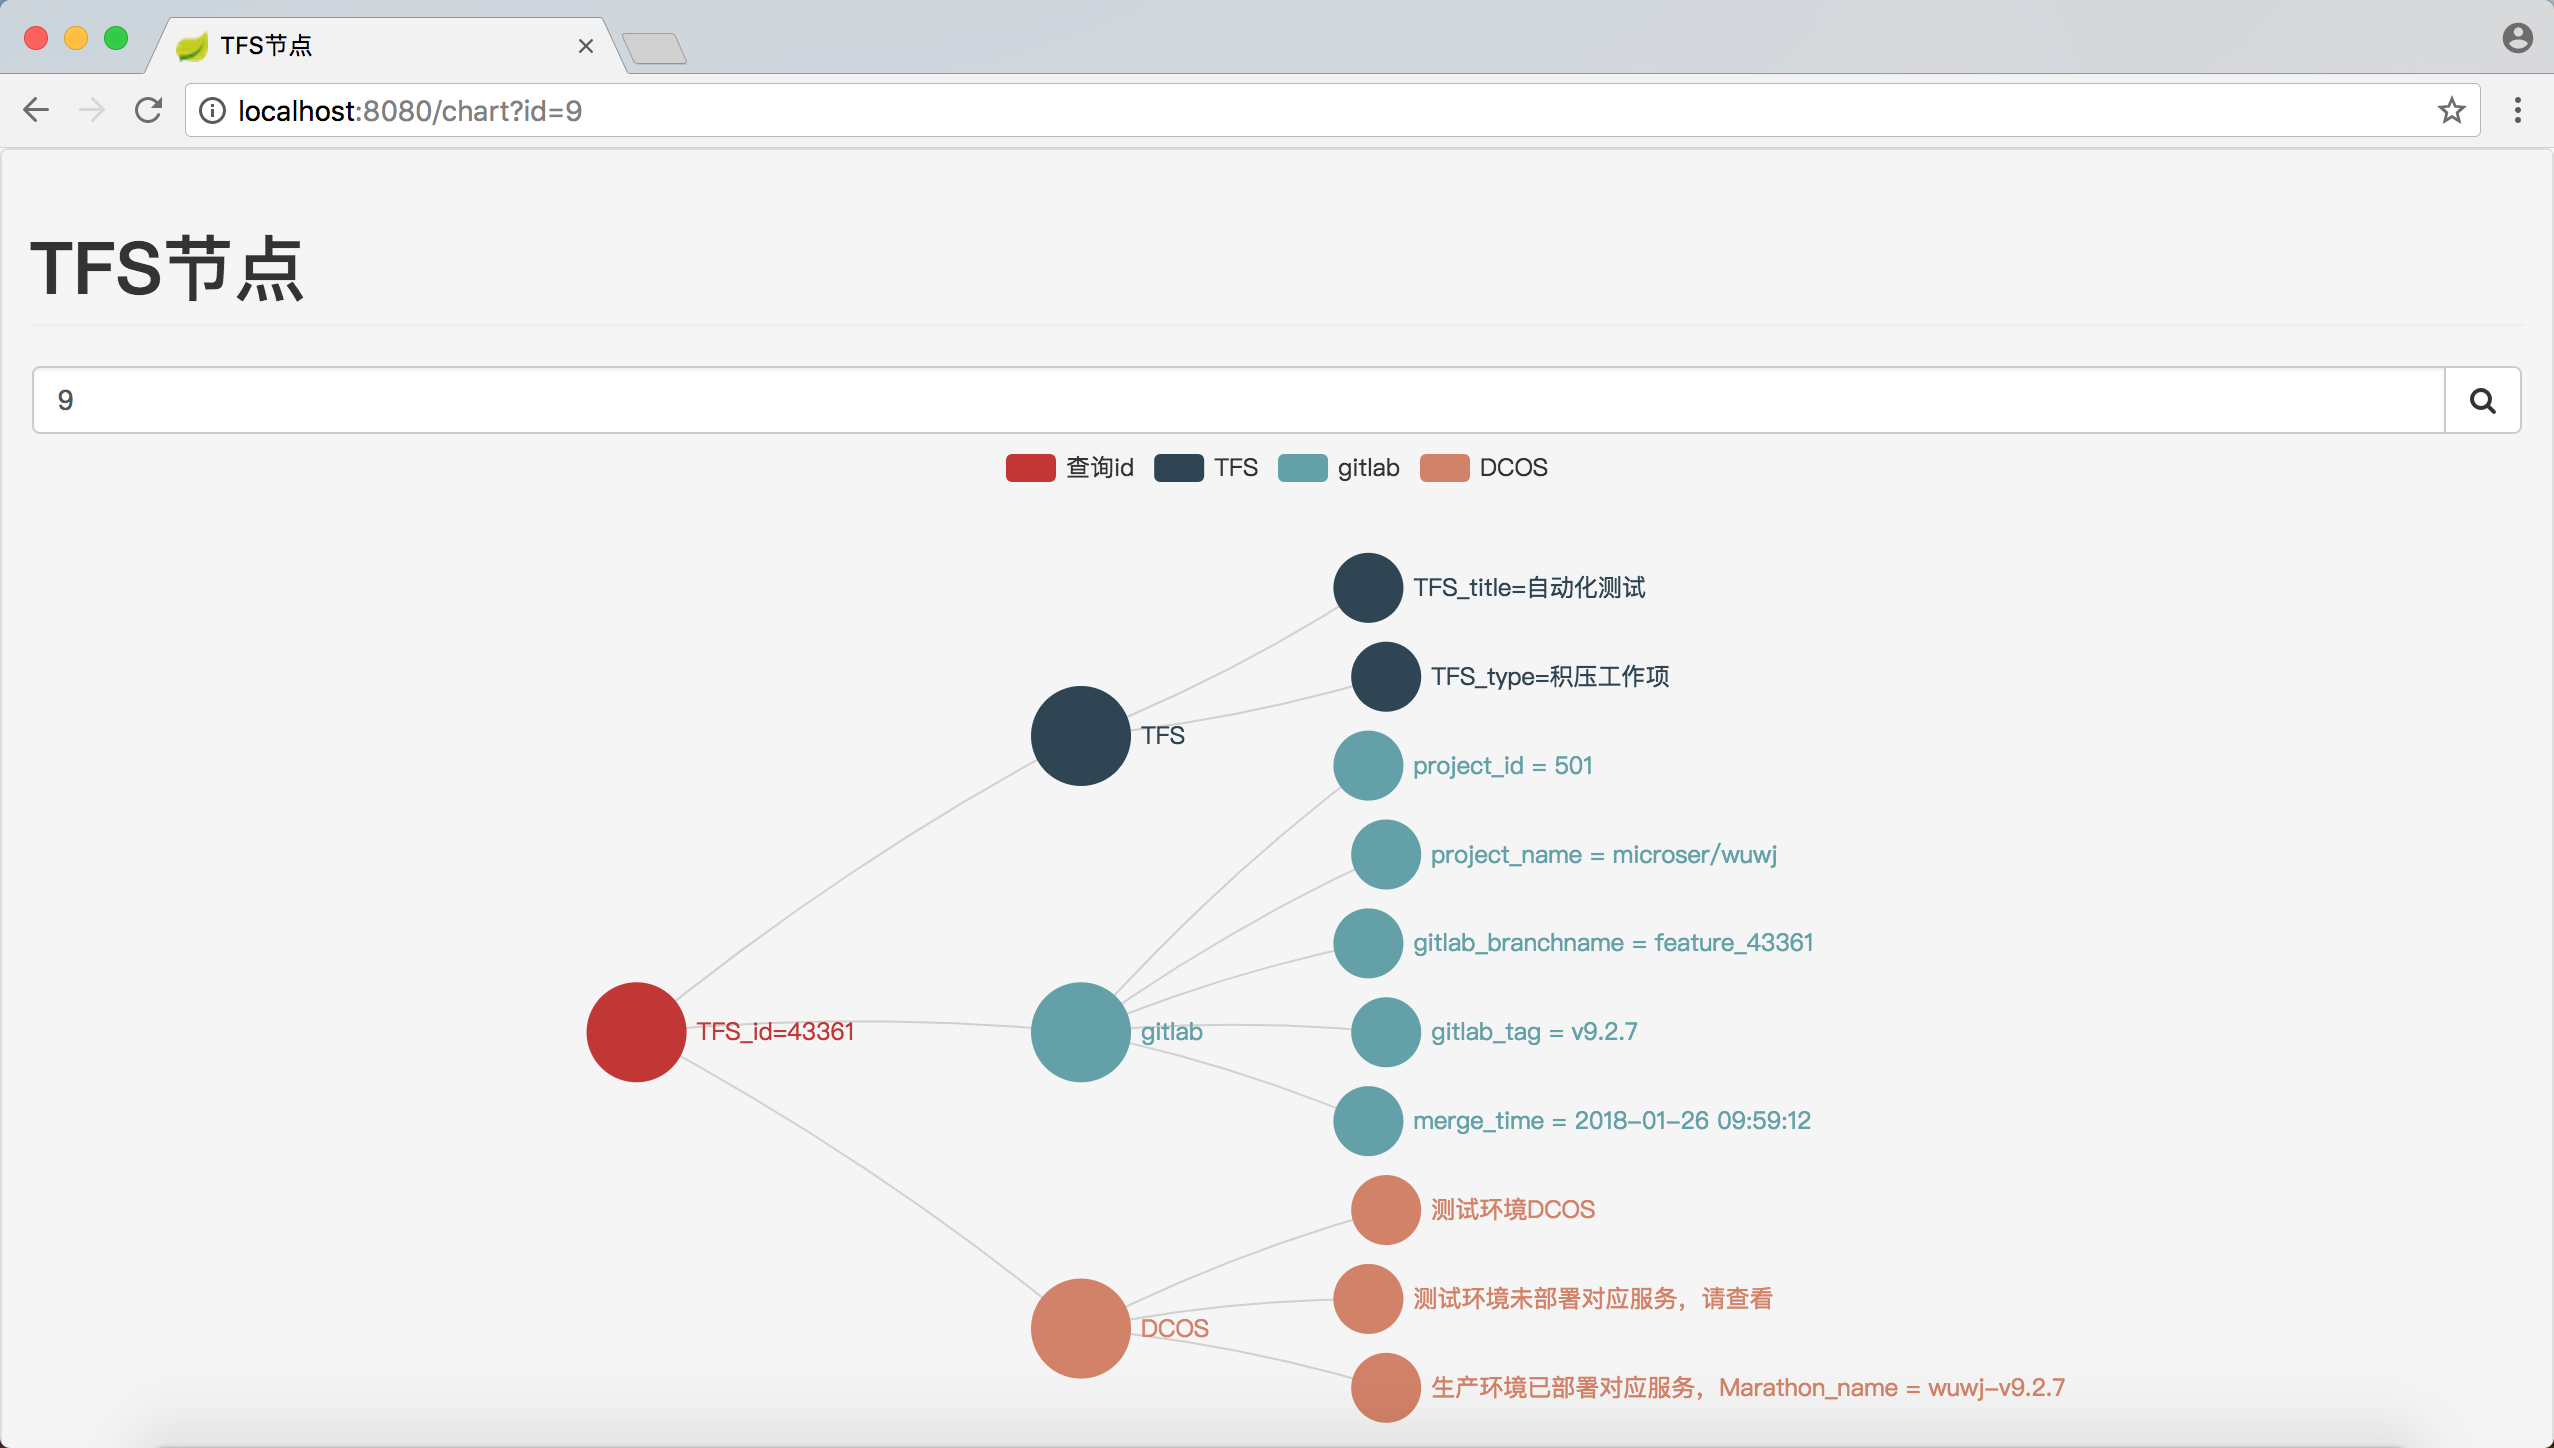 TFS节点
localhost:8080/chart?id=9
TFS节点
9
查询id TFS gitlab DCOS
TFS_title=自动化测试
TFS_type=积压工作项
TFS
project_id = 501
project_name = microser/wuwj
gitlab_branchname = feature_43361
TFS_id=43361
gitlab
gitlab_tag = v9.2.7
merge_time = 2018-01-26 09:59:12
测试环境DCOS
测试环境未部署对应服务，请查看
DCOS
生产环境已部署对应服务，Marathon_name = wuwj-v9.2.7